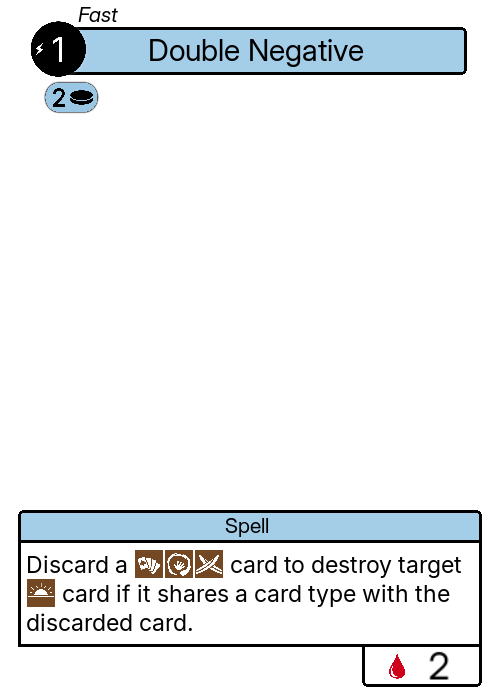 Fast
1
Double Negative
2
Spell
Discard a card to destroy target
card if it shares a card type with the
discarded card.
2